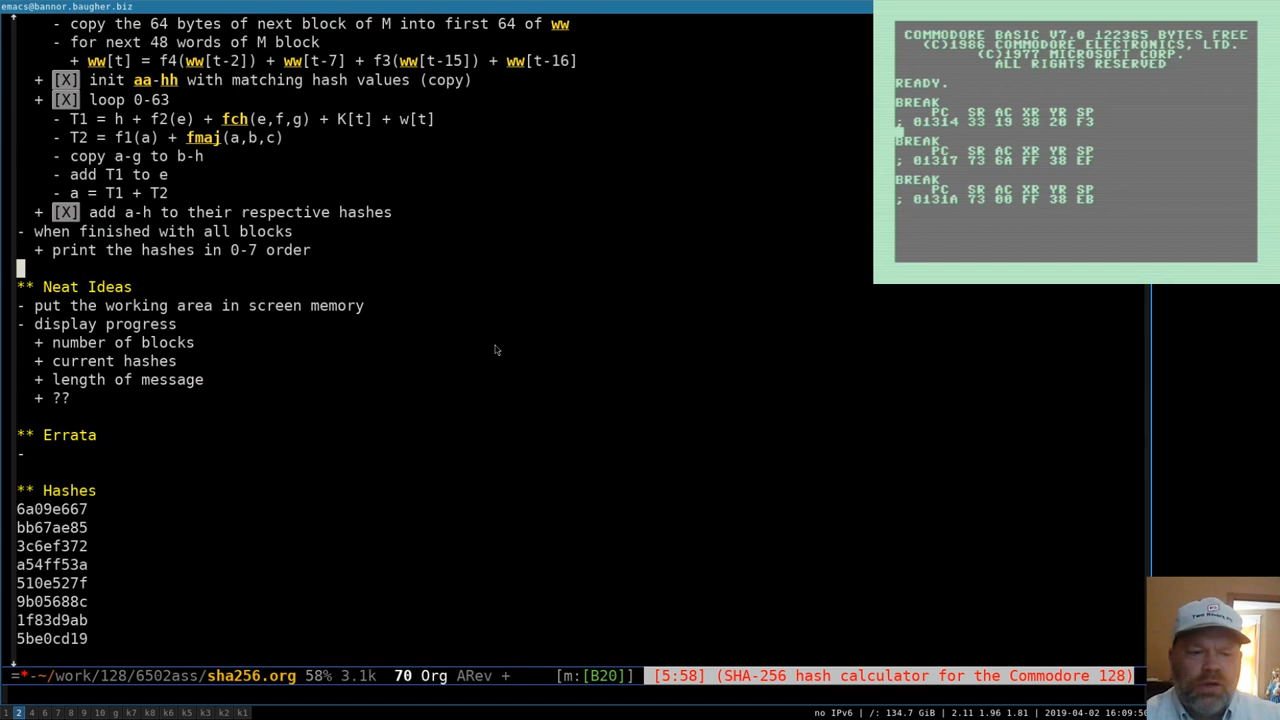 emacs@bannor.baugher.biz
- copy the 64 bytes of next block of M into first 64 of ww
- for next 48 words of M block
+ ww[t] = f4(ww[t-2]) + ww[t-7] + f3(ww[t-15]) + ww[t-16]
+ [X] init aa-hh with matching hash values (copy)
+ [X] loop 0-63
- T1 = h + f2(e) + fch(e,f,g) + K[t] + w[t]
- T2 = f1(a) + fmaj(a,b,c)
- copy a-g to b-h
- add T1 to e
- a = T1 + T2
+ [X] add a-h to their respective hashes
- when finished with all blocks
+ print the hashes in 0-7 order
** Neat Ideas
- put the working area in screen memory
- display progress
+ number of blocks
+ current hashes
+ length of message
+ ??
** Errata
-
** Hashes
6a09e667
bb67ae85
3c6ef372
a54ff53a
510e527f
9b05688c
1f83d9ab
5be0cd19
=*-~/work/128/6502ass/sha256.org 58% 3.1k 70 Org ARev + [m:[B20]] [5:58] (SHA-256 hash calculator for the Commodore 128)
1 2 4 6 7 8 9 10 g k7 k8 k6 k5 k3 k2 k1 no IPv6 | /: 134.7 GiB | 2.11 1.96 1.81 | 2019-04-02 16:09:50
COMMODORE BASIC V7.0 122365 BYTES FREE
(C)1986 COMMODORE ELECTRONICS, LTD.
(C)1977 MICROSOFT CORP.
ALL RIGHTS RESERVED
READY.
BREAK
PC SR AC XR YR SP
; 01314 33 19 38 20 F3
BREAK
PC SR AC XR YR SP
; 01317 73 6A FF 38 EF
BREAK
PC SR AC XR YR SP
; 0131A 73 00 FF 38 EB